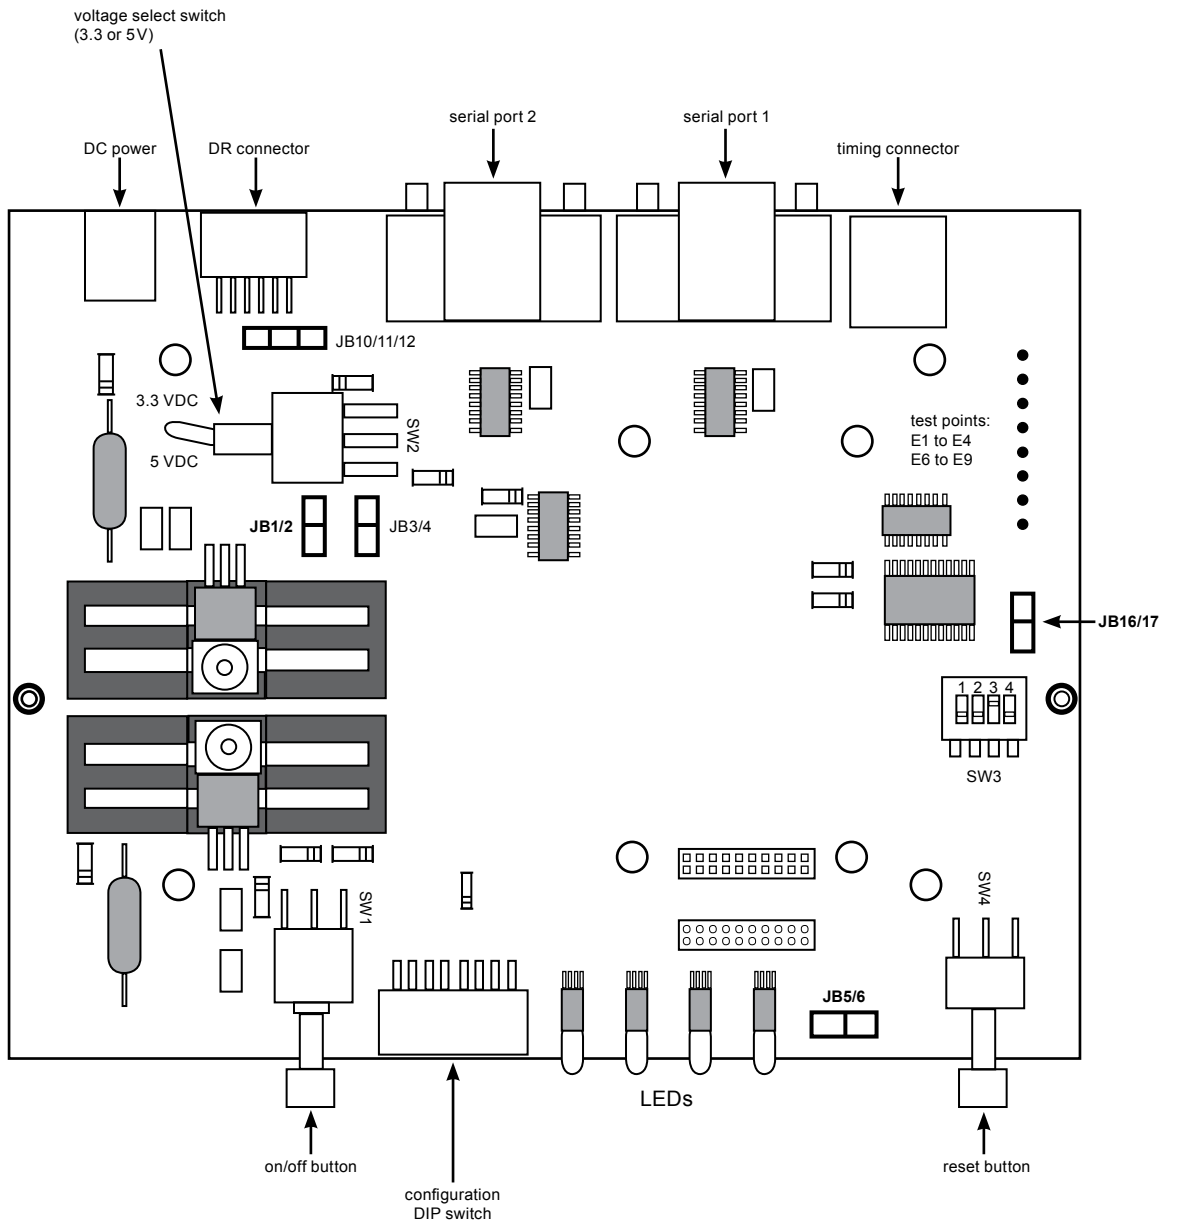 voltage select switch
(3.3 or 5V)
serial port 2
serial port 1
DC power
DR connector
timing connector
JB10/11/12
3.3 VDC
SW2
test points:
E1 to E4
E6 to E9
5 VDC
JB1/2
JB3/4
JB16/17
1 2 3 4
SW3
SW1
SW4
JB5/6
LEDs
on/off button
reset button
configuration
DIP switch